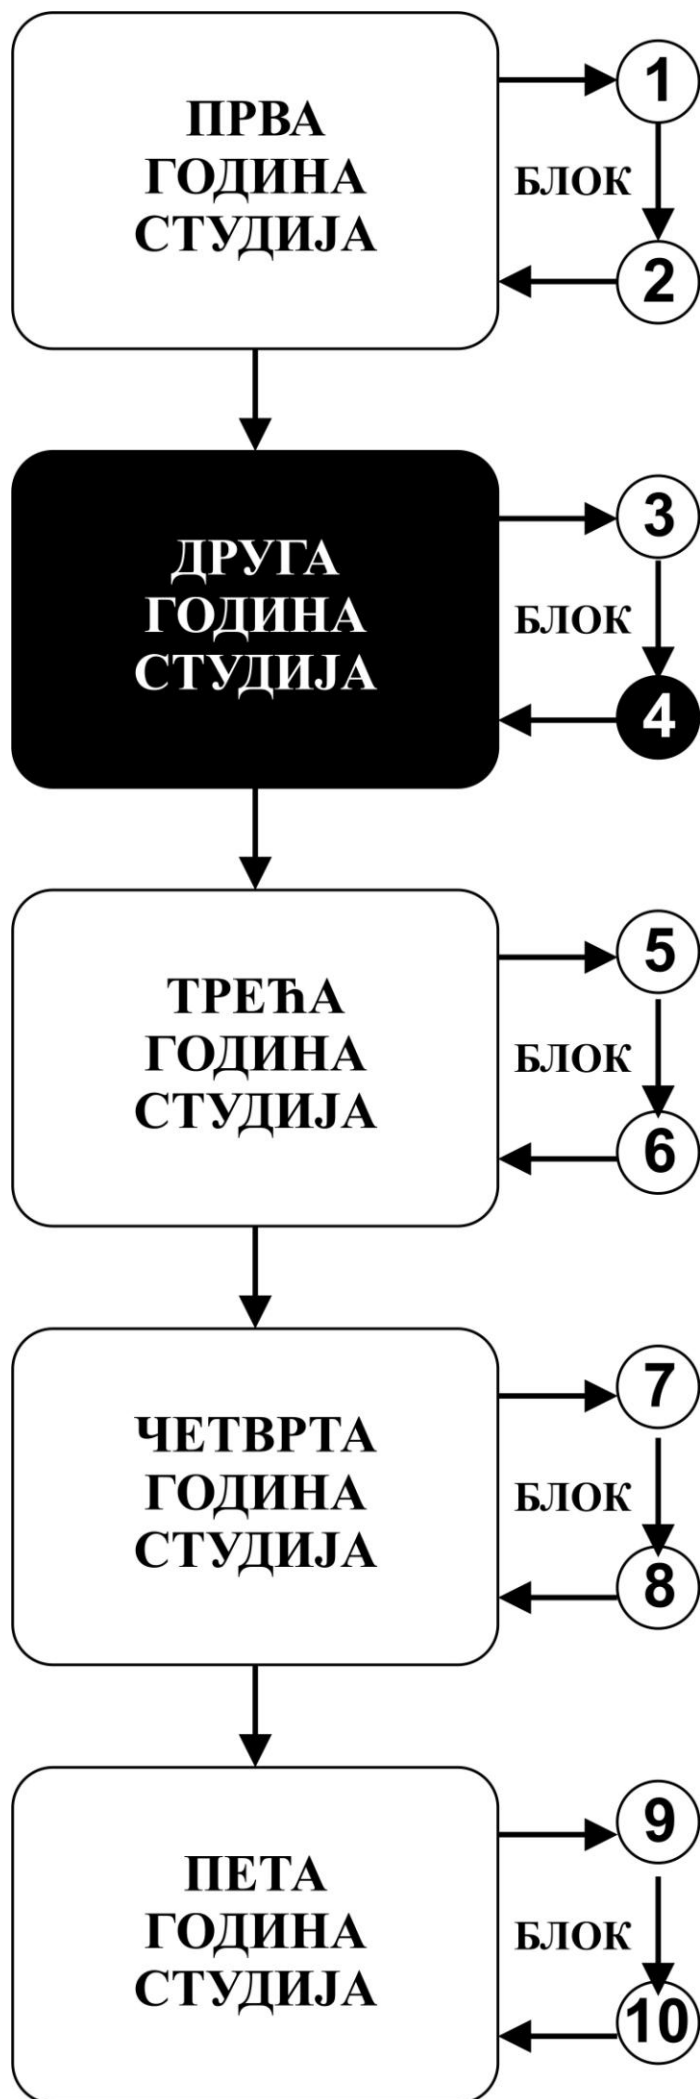 ПРВА
ГОДИНА
СТУДИЈА
1
БЛОК
2
ДРУГА
ГОДИНА
СТУДИЈА
3
БЛОК
4
ТРЕЋА
ГОДИНА
СТУДИЈА
5
БЛОК
6
ЧЕТВРТА
ГОДИНА
СТУДИЈА
7
БЛОК
8
ПЕТА
ГОДИНА
СТУДИЈА
9
БЛОК
10